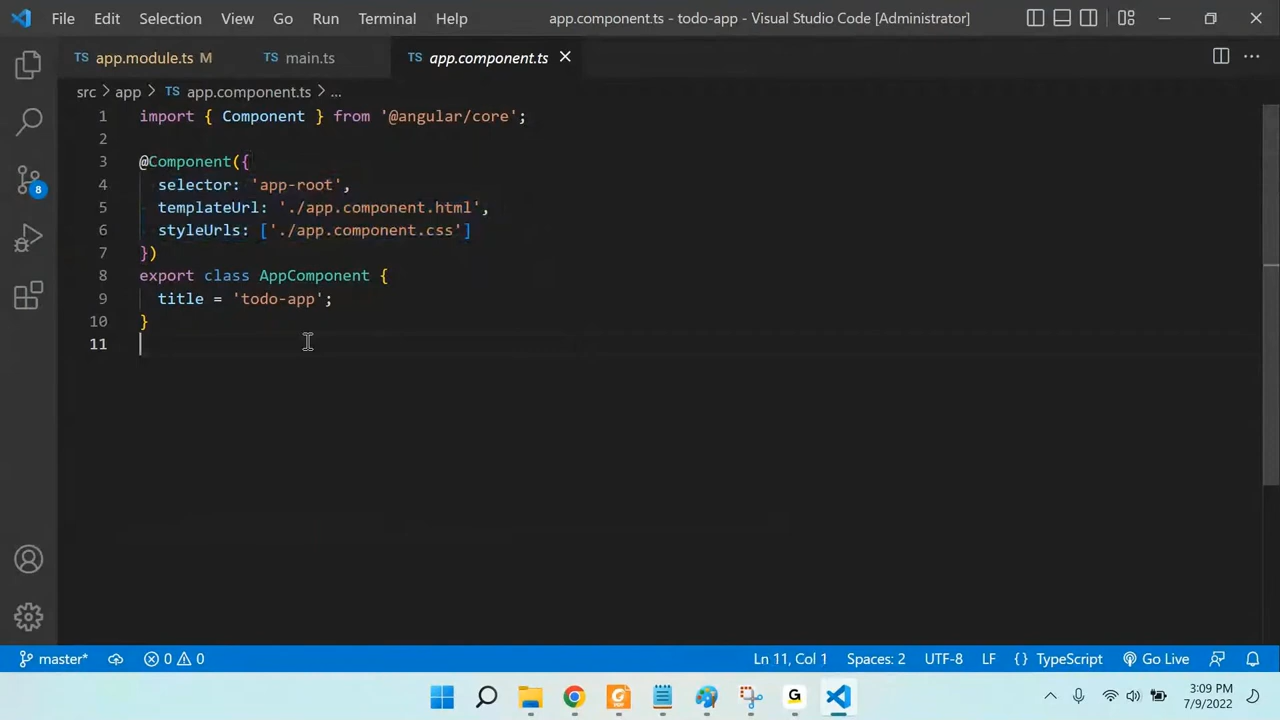 File Edit Selection View Go Run Terminal Help app.component.ts - todo-app - Visual Studio Code [Administrator]
TS app.module.ts M TS main.ts TS app.component.ts
src > app > TS app.component.ts > ...
1 import { Component } from '@angular/core';
2
3 @Component({
4 selector: 'app-root',
5 templateUrl: './app.component.html',
6 styleUrls: ['./app.component.css']
7 })
8 export class AppComponent {
9 title = 'todo-app';
10 }
11
8
master* 0 0 Ln 11, Col 1 Spaces: 2 UTF-8 LF {} TypeScript Go Live
PDF G 3:09 PM
7/9/2022